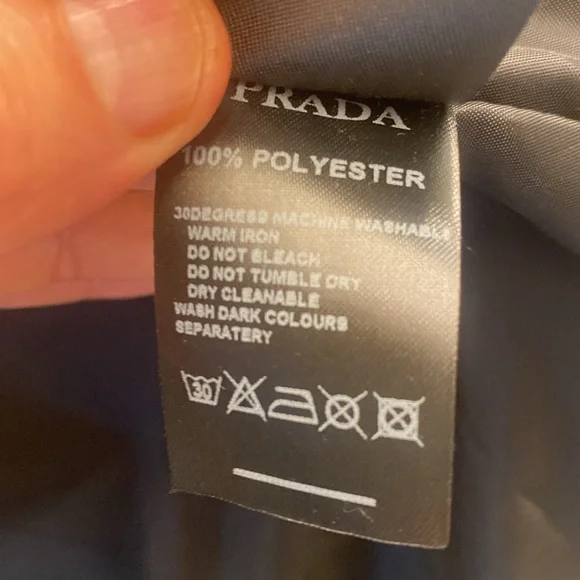 PRADA
100% POLYESTER
30DEGRESS MACHINE WASHABLE
WARM IRON
DO NOT BLEACH
DO NOT TUMBLE DRY
DRY CLEANABLE
WASH DARK COLOURS
SEPARATERY
30